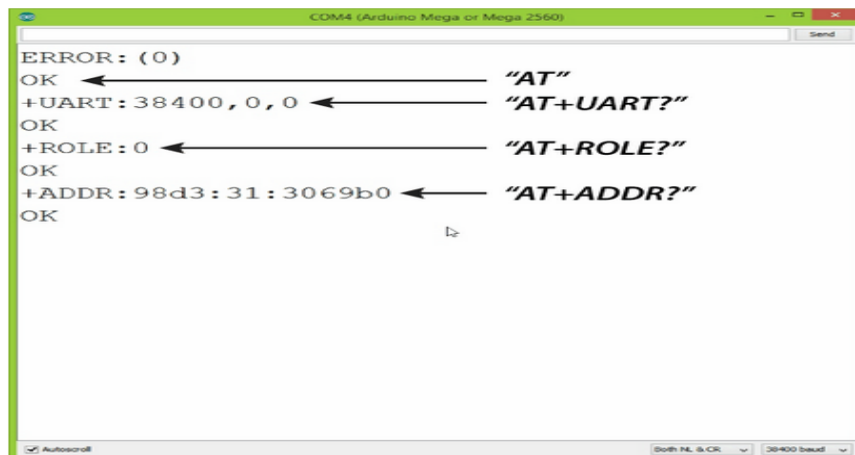 COM4 (Arduino Mega or Mega 2560)
Send
ERROR: (0)
OK "AT"
+UART:38400,0,0 "AT+UART?"
OK
+ROLE:0 "AT+ROLE?"
OK
+ADDR:98d3:31:3069b0 "AT+ADDR?"
OK
Autoscroll Both NL & CR 38400 baud